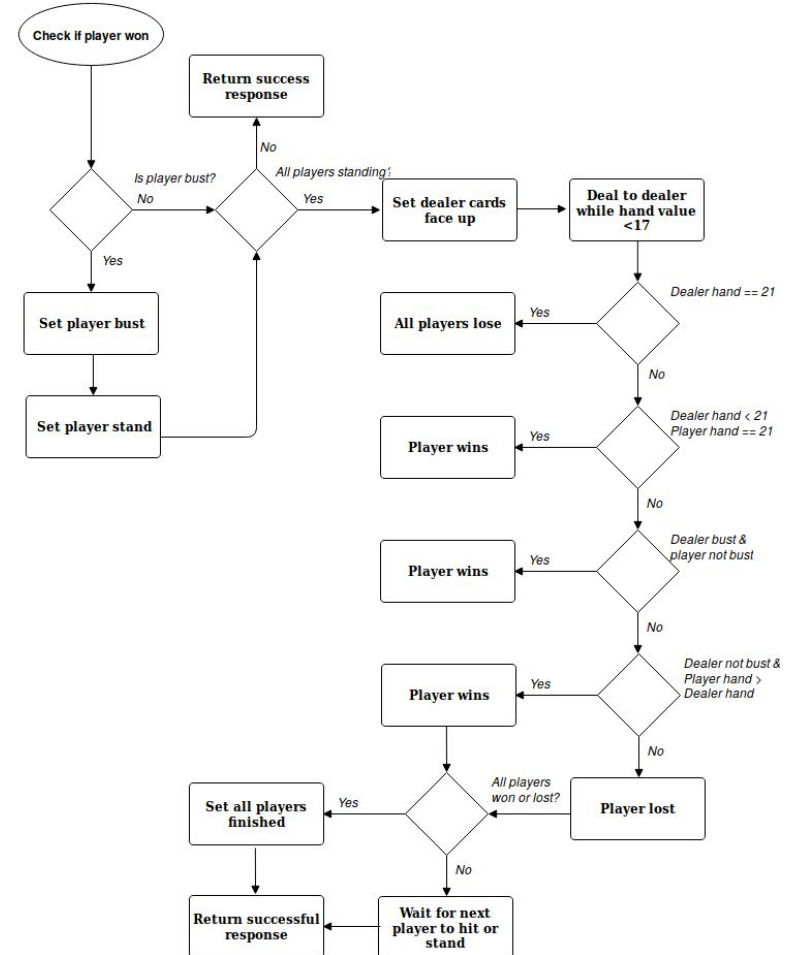 Check if player won
Return success
response
No
Is player bust?
No
All players standing?
Yes
Set dealer cards
face up
Deal to dealer
while hand value
<17
Yes
Set player bust
Set player stand
Dealer hand == 21
Yes
All players lose
No
Dealer hand < 21
Player hand == 21
Yes
Player wins
No
Dealer bust &
player not bust
Yes
Player wins
No
Dealer not bust &
Player hand >
Dealer hand
Yes
Player wins
No
All players
won or lost?
Player lost
Yes
Set all players
finished
No
Return successful
response
Wait for next
player to hit or
stand